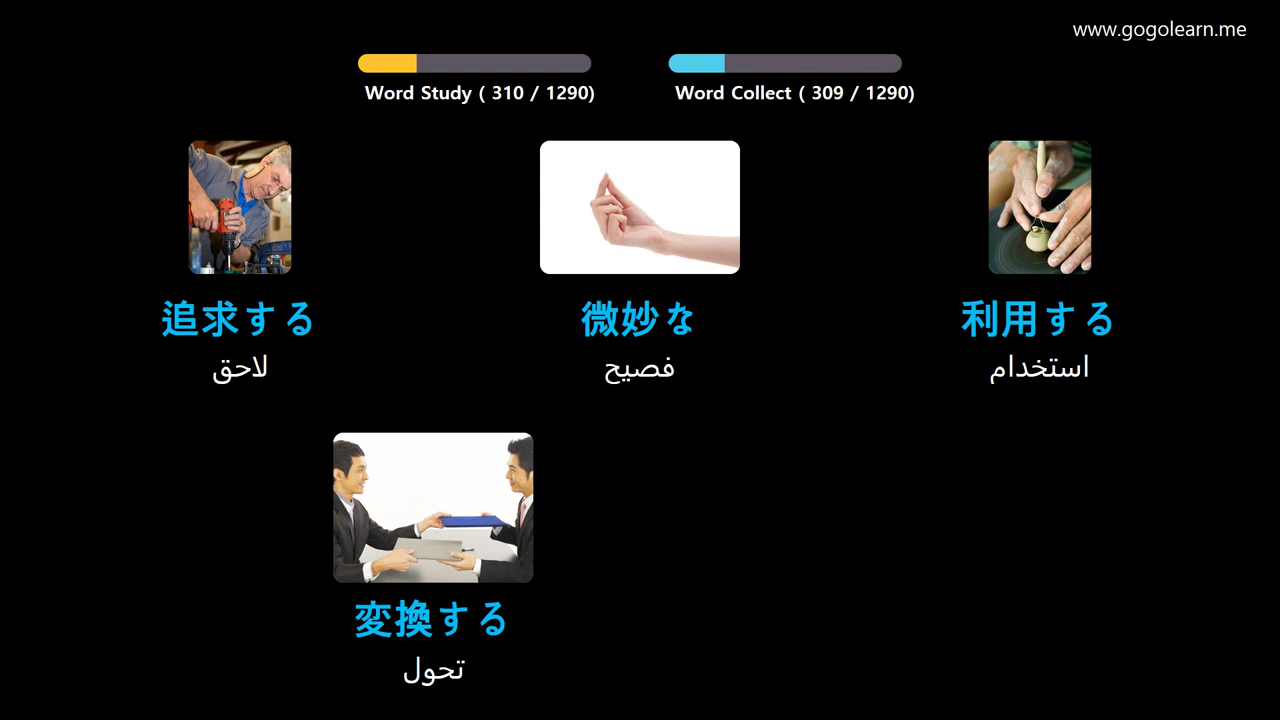 www.gogolearn.me
Word Study ( 310 / 1290)
Word Collect ( 309 / 1290)
追求する
微妙な
利用する
لاحق
فصيح
استخدام
変換する
تحول